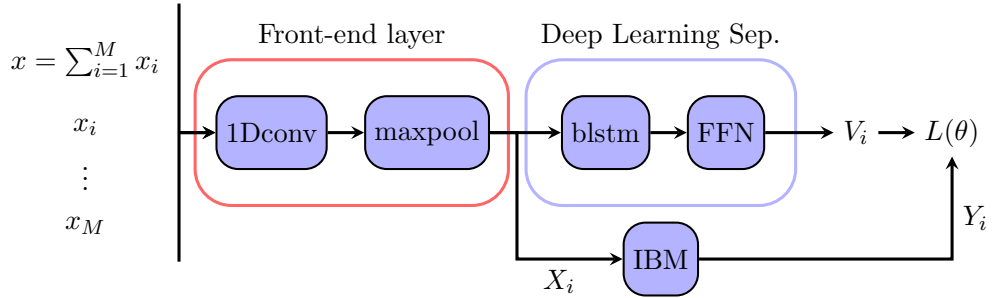 Front-end layer
Deep Learning Sep.
x = ∑_{i=1}^{M} x_i
x_i
⋮
x_M
1Dconv
maxpool
blstm
FFN
V_i
L(θ)
X_i
IBM
Y_i